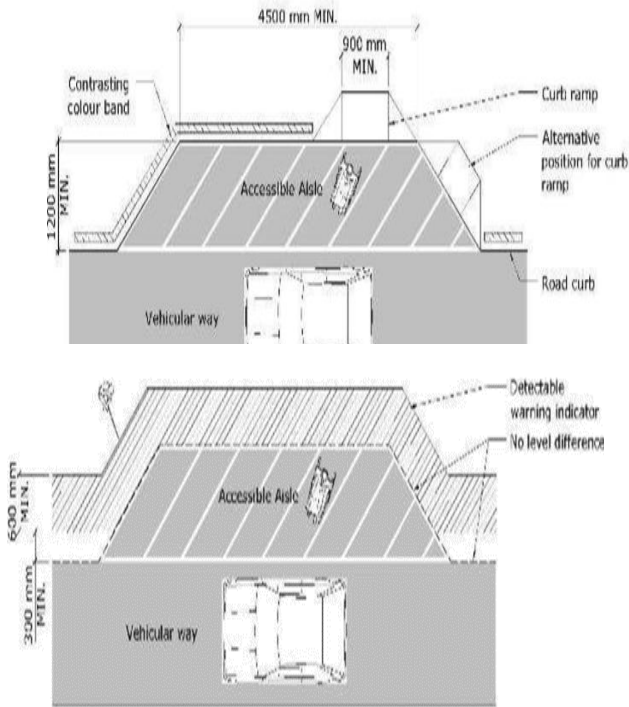 4500 mm MIN.
900 mm
MIN.
Contrasting
colour band
Curb ramp
Alternative
position for curb
ramp
1200 mm
MIN.
Accessible Aisle
Road curb
Vehicular way
Detectable
warning indicator
No level difference
600 mm
MIN.
Accessible Aisle
300 mm
MIN.
Vehicular way